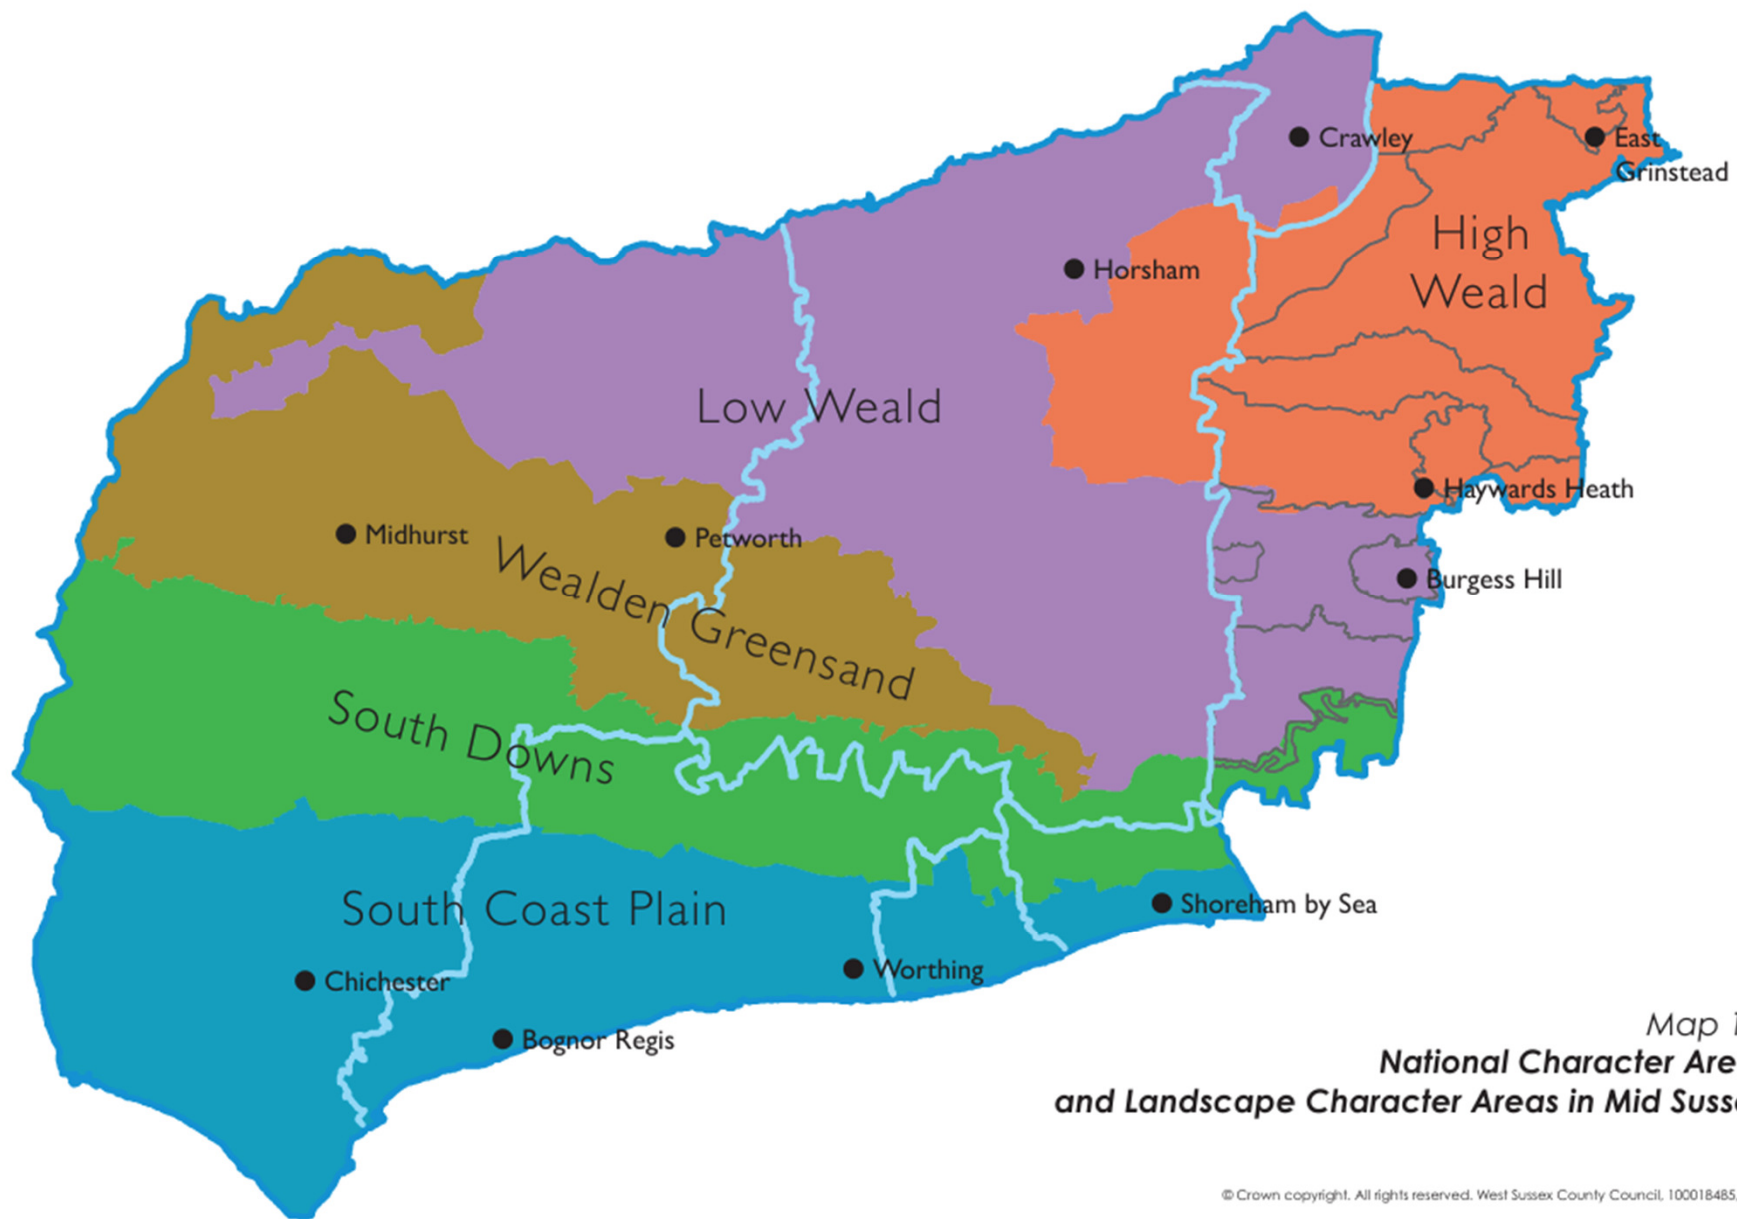 Crawley
East
Grinstead
High
Weald
Horsham
Low Weald
Haywards Heath
Midhurst
Petworth
Wealden Greensand
Burgess Hill
South Downs
South Coast Plain
Shoreham by Sea
Chichester
Worthing
Bognor Regis
Map 1
National Character Are
and Landscape Character Areas in Mid Suss
© Crown copyright. All rights reserved. West Sussex County Council, 100018485,